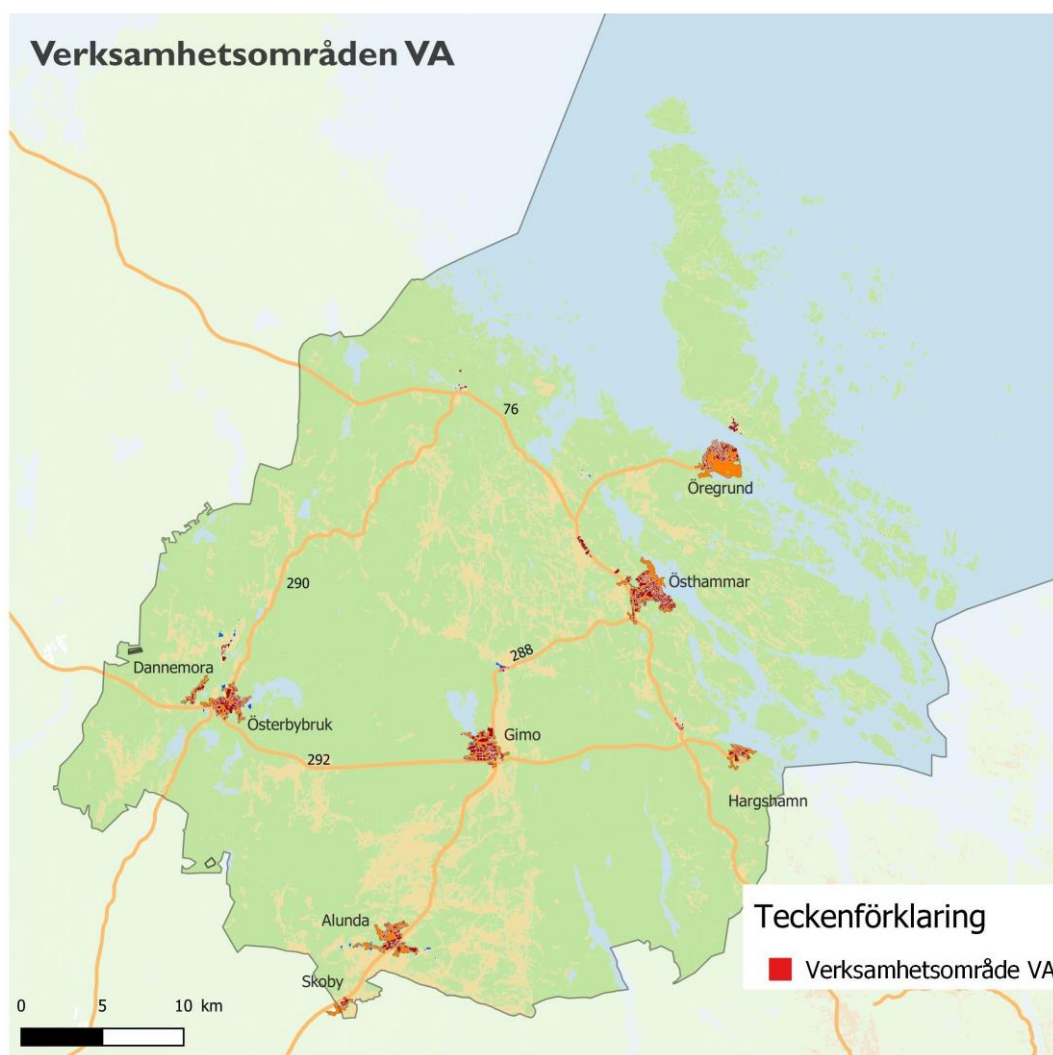 Verksamhetsområden VA
76
Öregrund
Östhammar
290
288
Dannemora
Österbybruk
Gimo
292
Hargshamn
Alunda
Skoby
Teckenförklaring
Verksamhetsområde VA
0 5 10 km